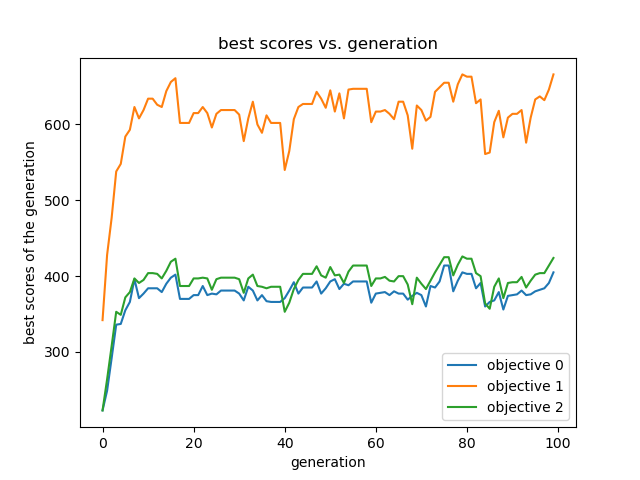 best scores vs. generation
best scores of the generation
600
500
400
300
0
20
40
60
80
100
generation
objective 0
objective 1
objective 2